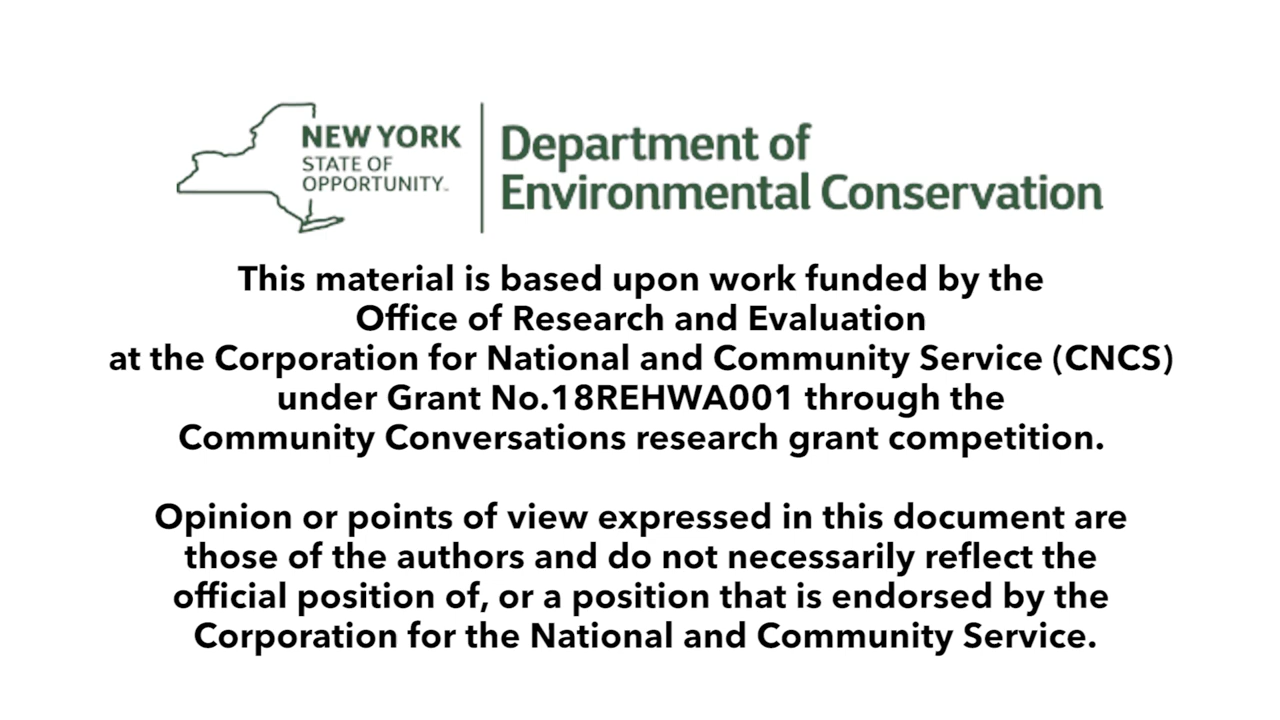 NEW YORK
STATE OF
OPPORTUNITY™
Department of
Environmental Conservation
This material is based upon work funded by the
Office of Research and Evaluation
at the Corporation for National and Community Service (CNCS)
under Grant No.18REHWA001 through the
Community Conversations research grant competition.
Opinion or points of view expressed in this document are
those of the authors and do not necessarily reflect the
official position of, or a position that is endorsed by the
Corporation for the National and Community Service.